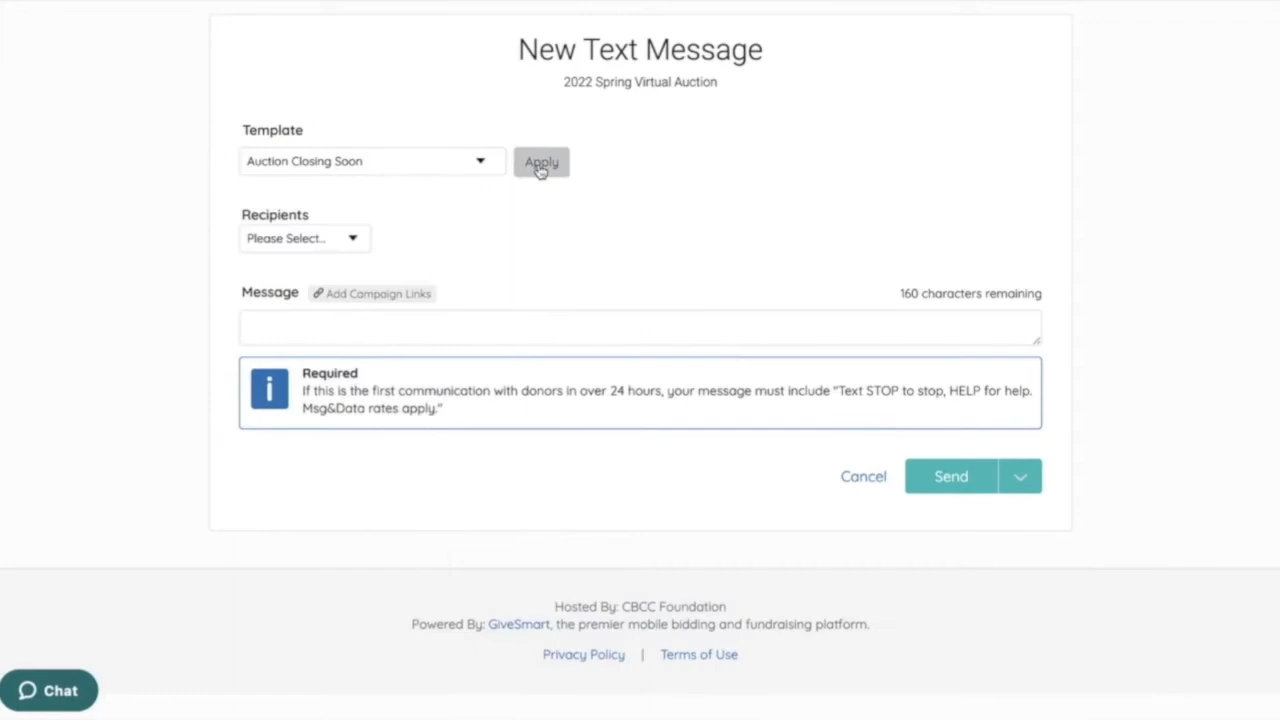 New Text Message
2022 Spring Virtual Auction
Template
Auction Closing Soon
Apply
Recipients
Please Select..
Message
Add Campaign Links
160 characters remaining
Required
If this is the first communication with donors in over 24 hours, your message must include "Text STOP to stop, HELP for help.
Msg&Data rates apply."
Cancel
Send
Hosted By: CBCC Foundation
Powered By: GiveSmart, the premier mobile bidding and fundraising platform.
Privacy Policy | Terms of Use
Chat